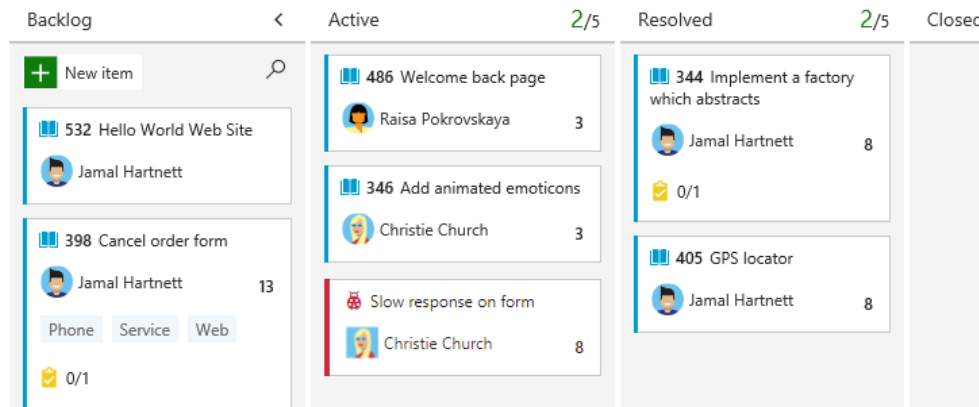 Backlog
New item
532 Hello World Web Site
Jamal Hartnett
398 Cancel order form
Jamal Hartnett
13
Phone Service Web
0/1
Active 2/5
486 Welcome back page
Raisa Pokrovskaya
3
346 Add animated emoticons
Christie Church
3
Slow response on form
Christie Church
8
Resolved 2/5
344 Implement a factory
which abstracts
Jamal Hartnett
8
0/1
405 GPS locator
Jamal Hartnett
8